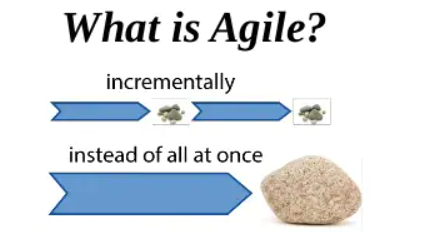 What is Agile?
incrementally
instead of all at once